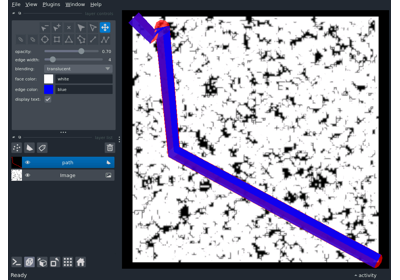 File View Plugins Window Help
opacity: 0.70
edge width: 4
blending: translucent
face color: white
edge color: blue
display text:
path
Image
Ready
activity